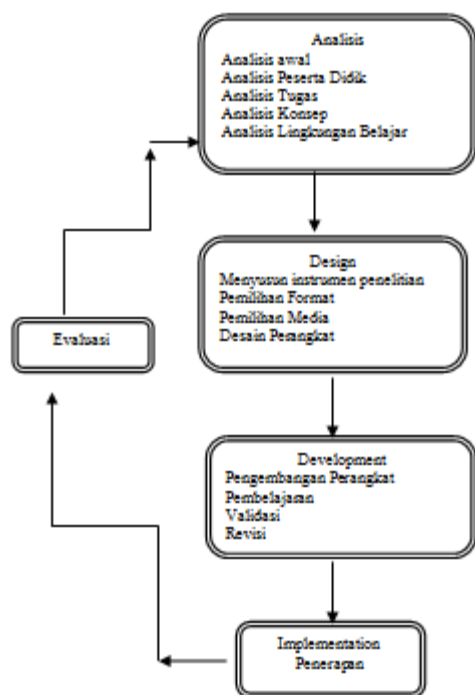 Analisis
Analisis awal
Analisis Peserta Didik
Analisis Tugas
Analisis Konsep
Analisis Lingkungan Belajar
Design
Menyusun instrumen penelitian
Pemilihan Format
Pemilihan Media
Desain Perangkat
Evaluasi
Development
Pengembangan Perangkat
Pembelajaran
Validasi
Revisi
Implementation
Penerapan